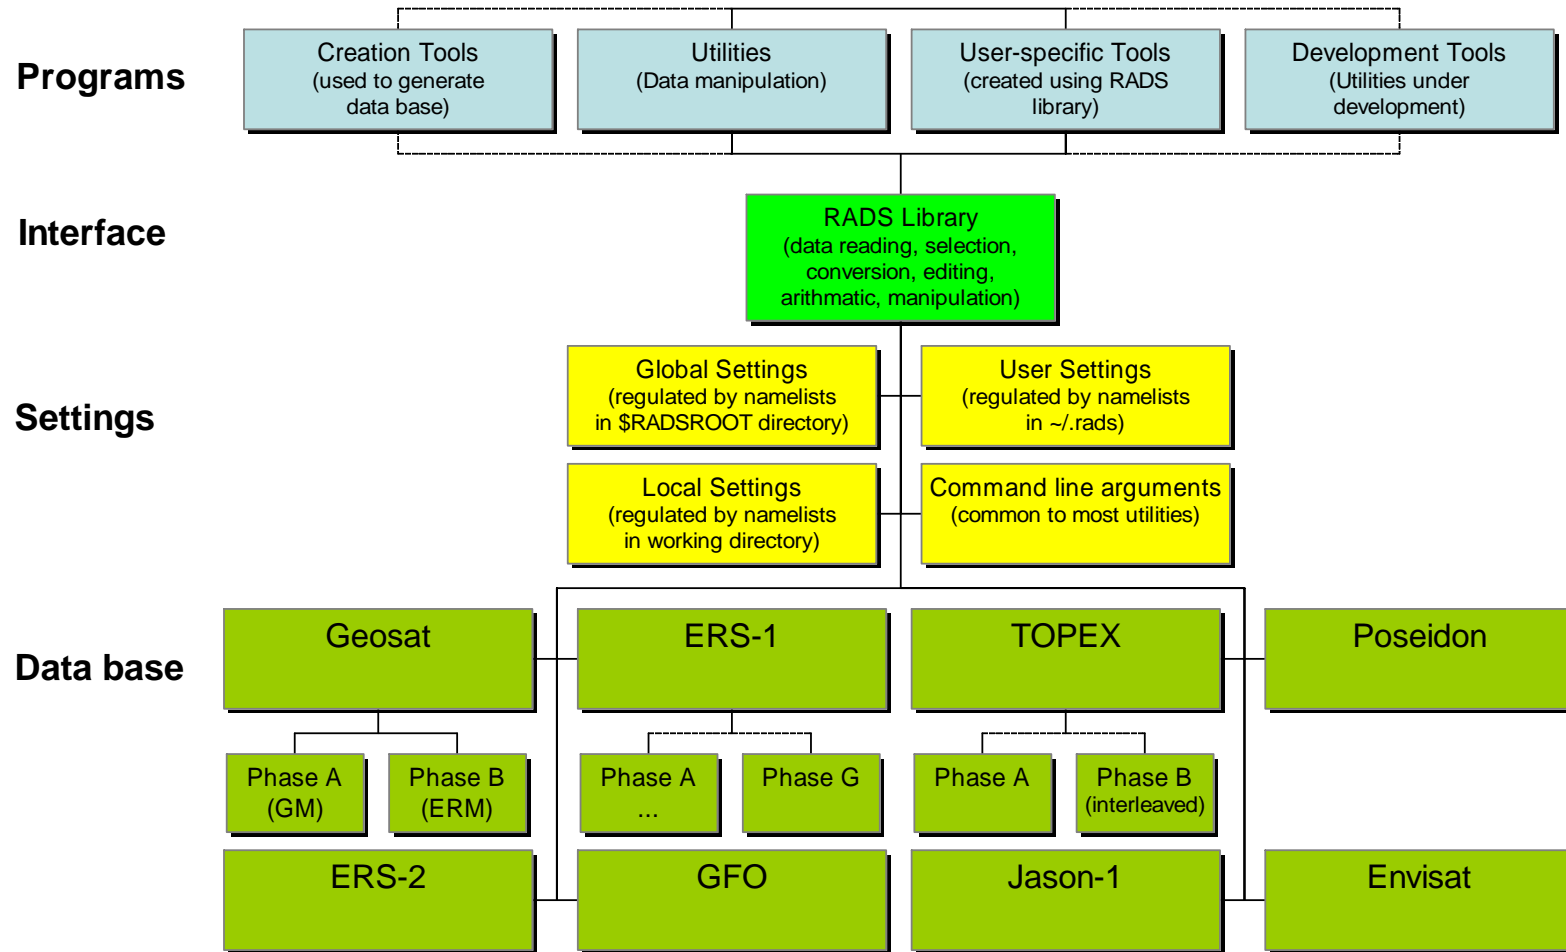 Programs
Creation Tools
(used to generate
data base)
Utilities
(Data manipulation)
User-specific Tools
(created using RADS
library)
Development Tools
(Utilities under
development)
Interface
RADS Library
(data reading, selection,
conversion, editing,
arithmatic, manipulation)
Settings
Global Settings
(regulated by namelists
in $RADSROOT directory)
User Settings
(regulated by namelists
in ~/.rads)
Local Settings
(regulated by namelists
in working directory)
Command line arguments
(common to most utilities)
Data base
Geosat
ERS-1
TOPEX
Poseidon
Phase A
(GM)
Phase B
(ERM)
Phase A
...
Phase G
Phase A
Phase B
(interleaved)
ERS-2
GFO
Jason-1
Envisat